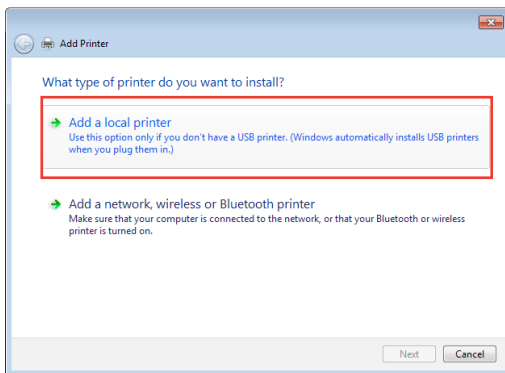 Add Printer
What type of printer do you want to install?
Add a local printer
Use this option only if you don't have a USB printer. (Windows automatically installs USB printers
when you plug them in.)
Add a network, wireless or Bluetooth printer
Make sure that your computer is connected to the network, or that your Bluetooth or wireless
printer is turned on.
Next Cancel